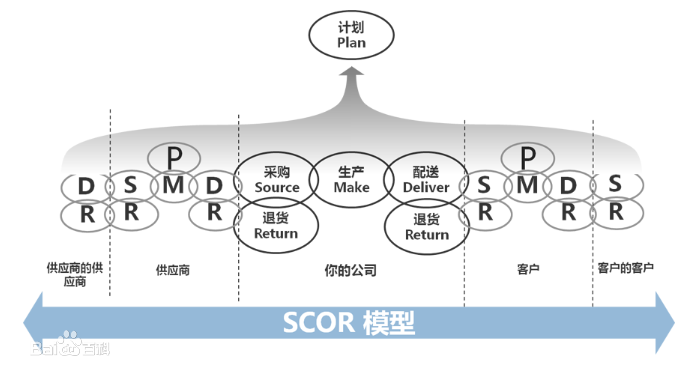 计划
Plan
P
P
D
S
M
D
采购
Source
生产
Make
配送
Deliver
S
M
D
S
R
R
R
退货
Return
退货
Return
R
R
R
供应商的供
应商
供应商
你的公司
客户
客户的客户
SCOR 模型
Baidu百科